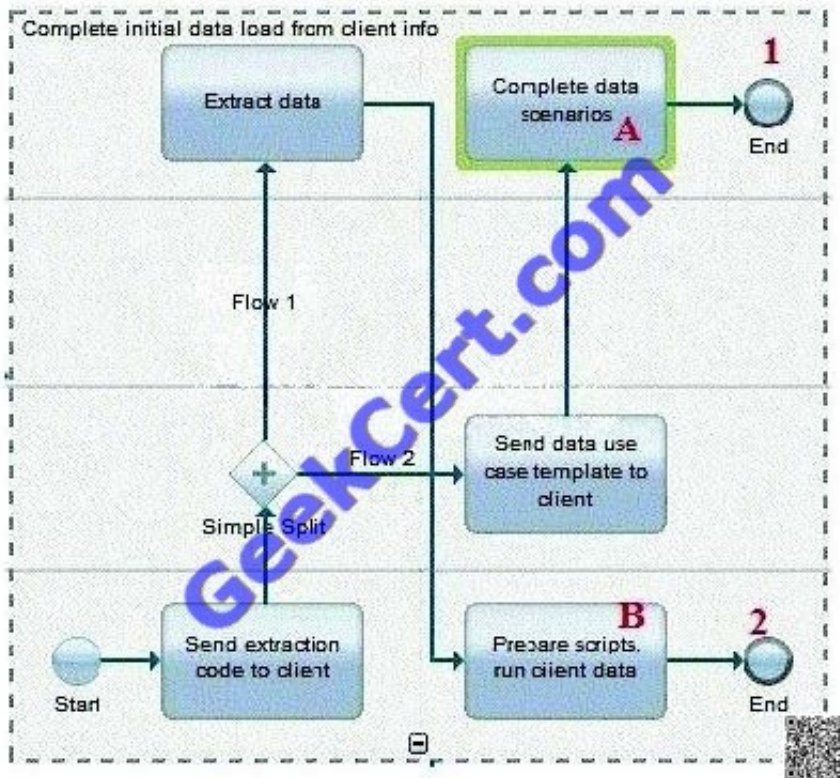 Complete initial data load from client info
1
Extract data
Complete data
scenarios
A
End
Flow 1
GeekCert.com
Flow 2
Send data use
case template to
client
Simple Split
Send extraction
code to client
B
Prepare scripts,
run client data
2
Start
End